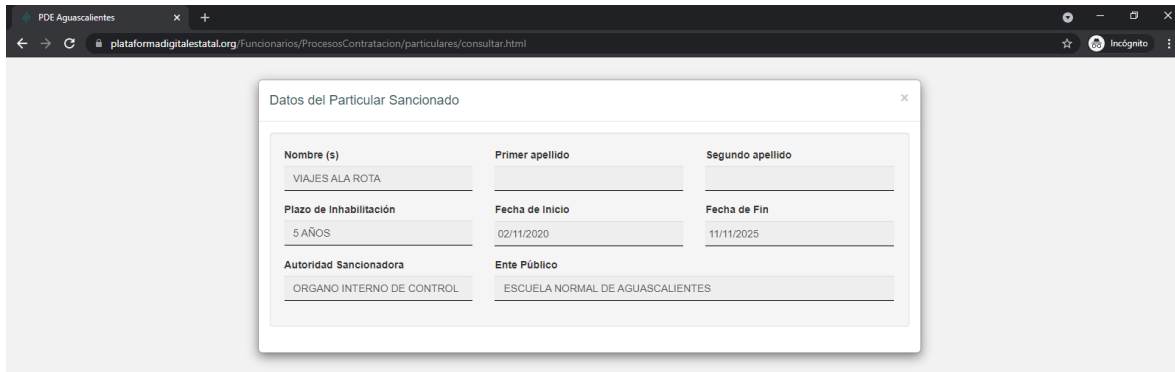 PDE Aguascalientes
plataformadigitalestatal.org/Funcionarios/ProcesosContratacion/particulares/consultar.html
Incógnito
Datos del Particular Sancionado
Nombre (s) Primer apellido Segundo apellido
VIAJES ALA ROTA
Plazo de Inhabilitación Fecha de Inicio Fecha de Fin
5 AÑOS 02/11/2020 11/11/2025
Autoridad Sancionadora Ente Público
ORGANO INTERNO DE CONTROL ESCUELA NORMAL DE AGUASCALIENTES